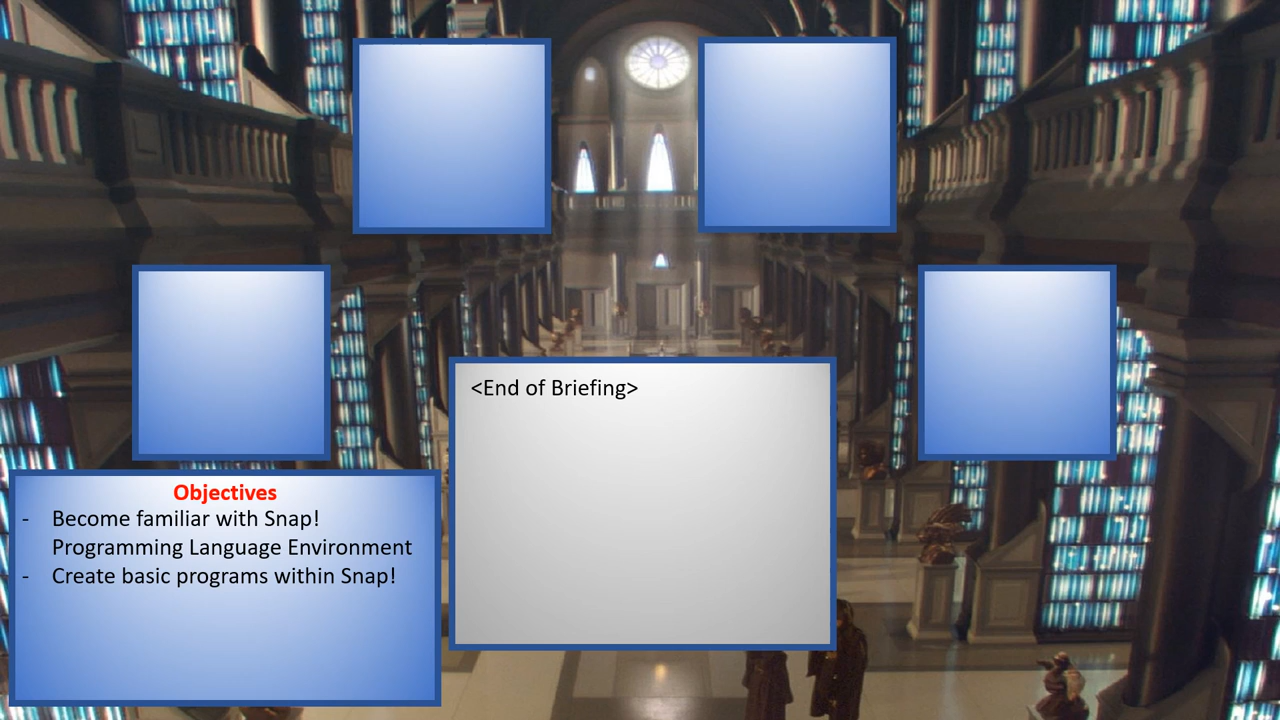 <End of Briefing>
Objectives
- Become familiar with Snap!
Programming Language Environment
- Create basic programs within Snap!